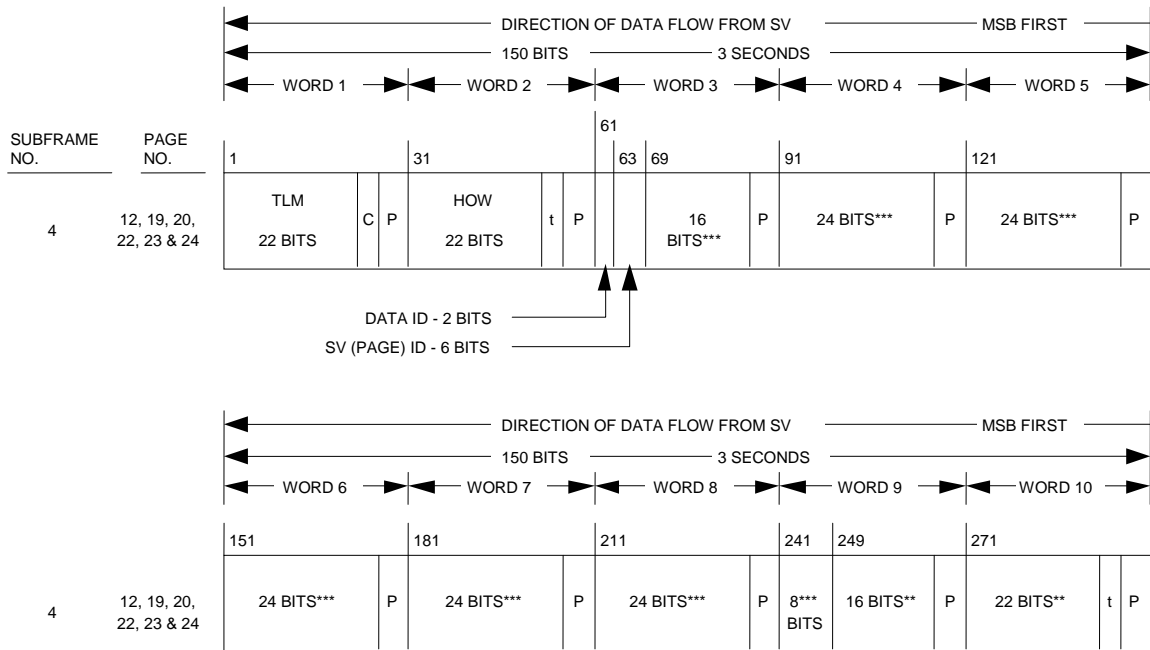 DIRECTION OF DATA FLOW FROM SV MSB FIRST
150 BITS 3 SECONDS
WORD 1 WORD 2 WORD 3 WORD 4 WORD 5
SUBFRAME NO. PAGE NO. 1 31 61 63 69 91 121
4 12, 19, 20, 22, 23 & 24 TLM 22 BITS C P HOW 22 BITS t P 16 BITS*** P 24 BITS*** P 24 BITS*** P
DATA ID - 2 BITS
SV (PAGE) ID - 6 BITS
DIRECTION OF DATA FLOW FROM SV MSB FIRST
150 BITS 3 SECONDS
WORD 6 WORD 7 WORD 8 WORD 9 WORD 10
151 181 211 241 249 271
4 12, 19, 20, 22, 23 & 24 24 BITS*** P 24 BITS*** P 24 BITS*** P 8*** BITS 16 BITS** P 22 BITS** t P